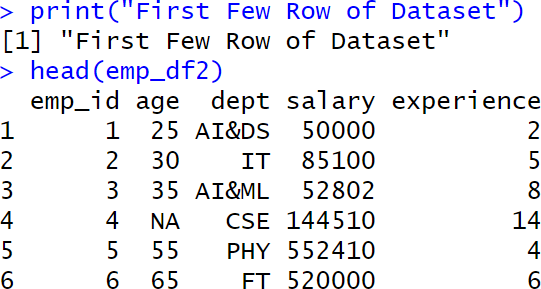 > print("First Few Row of Dataset")
[1] "First Few Row of Dataset"
> head(emp_df2)
  emp_id age  dept salary experience
1      1  25 AI&DS  50000          2
2      2  30    IT  85100          5
3      3  35 AI&ML  52802          8
4      4  NA   CSE 144510         14
5      5  55   PHY 552410          4
6      6  65    FT 520000          6